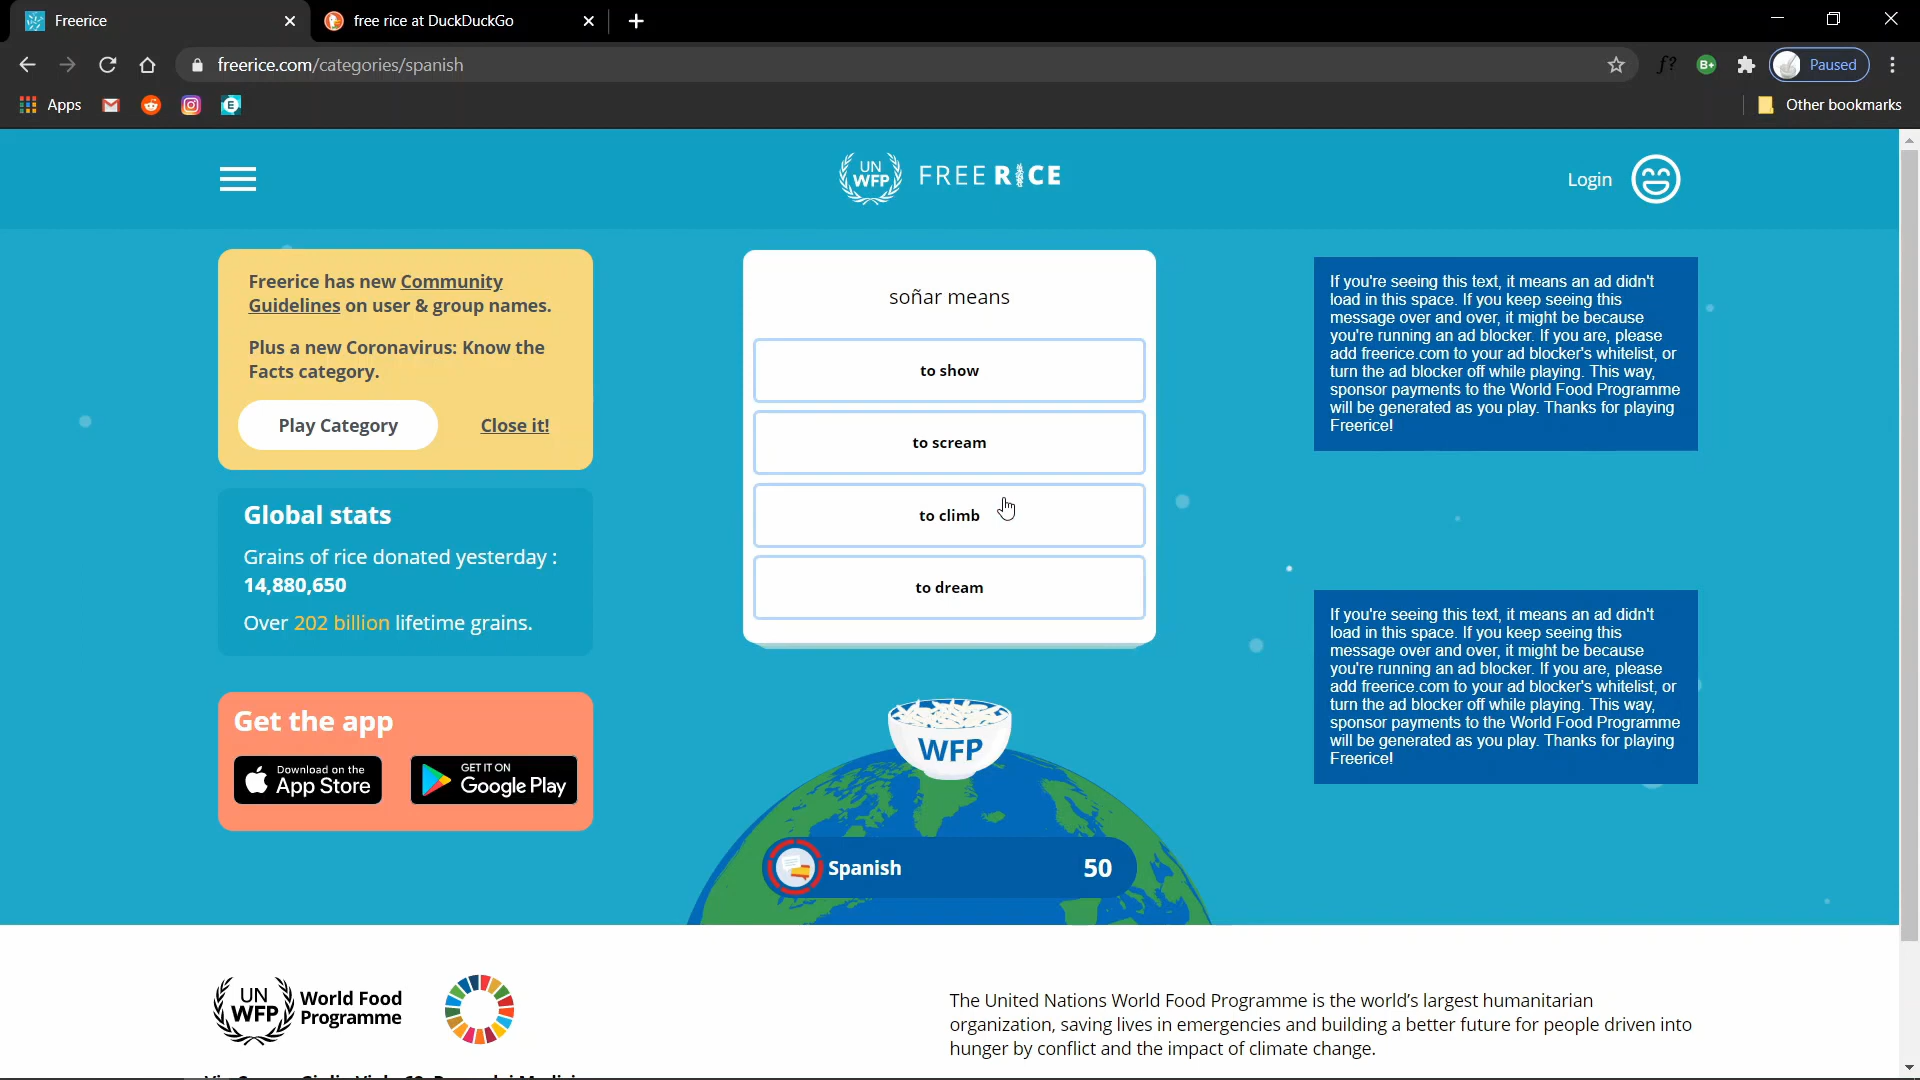 Freerice
free rice at DuckDuckGo
freerice.com/categories/spanish
f?
B+
Paused
Apps
Other bookmarks
UN
WFP
FREE RICE
Login
Freerice has new Community
Guidelines on user & group names.
Plus a new Coronavirus: Know the
Facts category.
Play Category
Close it!
Global stats
Grains of rice donated yesterday :
14,880,650
Over 202 billion lifetime grains.
Get the app
Download on the
App Store
GET IT ON
Google Play
soñar means
to show
to scream
to climb
to dream
WFP
Spanish
50
If you're seeing this text, it means an ad didn't
load in this space. If you keep seeing this
message over and over, it might be because
you're running an ad blocker. If you are, please
add freerice.com to your ad blocker's whitelist, or
turn the ad blocker off while playing. This way,
sponsor payments to the World Food Programme
will be generated as you play. Thanks for playing
Freerice!
If you're seeing this text, it means an ad didn't
load in this space. If you keep seeing this
message over and over, it might be because
you're running an ad blocker. If you are, please
add freerice.com to your ad blocker's whitelist, or
turn the ad blocker off while playing. This way,
sponsor payments to the World Food Programme
will be generated as you play. Thanks for playing
Freerice!
UN
WFP
World Food
Programme
The United Nations World Food Programme is the world's largest humanitarian
organization, saving lives in emergencies and building a better future for people driven into
hunger by conflict and the impact of climate change.